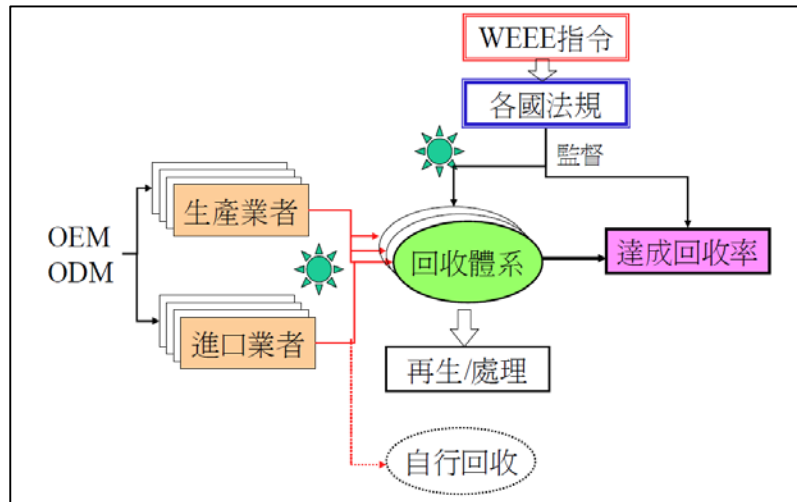 WEEE指令
各國法規
監督
生產業者
OEM
ODM
回收體系
達成回收率
進口業者
再生/處理
自行回收